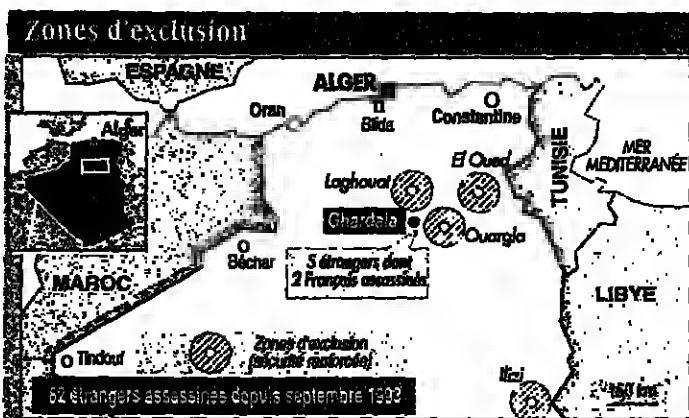 Zones d'exclusion
ESPAGNE
ALGER
Alger
Oran
Blida
Constantine
TUNISIE
MER
MÉDITERRANÉE
El Oued
Laghouat
Ghardaïa
Ouargla
5 étrangers dont
2 Français assassinés
Béchar
MAROC
LIBYE
Tindouf
Zones d'exclusion
(sécurité renforcée)
Illizi
150 km
62 étrangers assassinés depuis septembre 1993